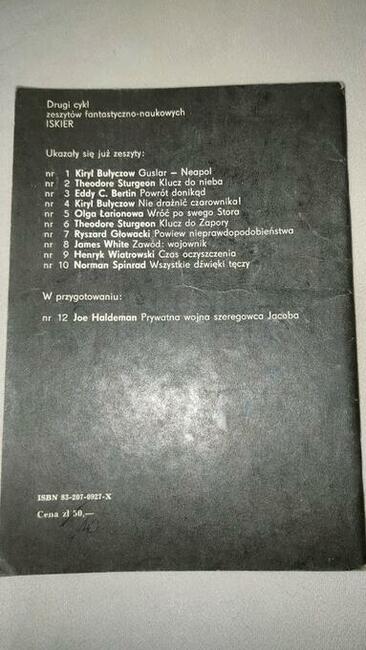 Drugi cykl
zeszytów fantastyczno-naukowych
ISKIER
Ukazały się już zeszyty:
nr 1 Kirył Bułyczow Guslar – Neapol
nr 2 Theodore Sturgeon Klucz do nieba
nr 3 Eddy C. Bertin Powrót donikąd
nr 4 Kirył Bułyczow Nie drażnić czarownika!
nr 5 Olga Łarionowa Wróć po swego Stora
nr 6 Theodore Sturgeon Klucz do Zapory
nr 7 Ryszard Głowacki Powiew nieprawdopodobieństwa
nr 8 James White Zawód: wojownik
nr 9 Henryk Wiatrowski Czas oczyszczenia
nr 10 Norman Spinrad Wszystkie dźwięki tęczy
W przygotowaniu:
nr 12 Joe Haldeman Prywatna wojna szeregowca Jacoba
ISBN 83-207-0927-X
Cena zł 50,—